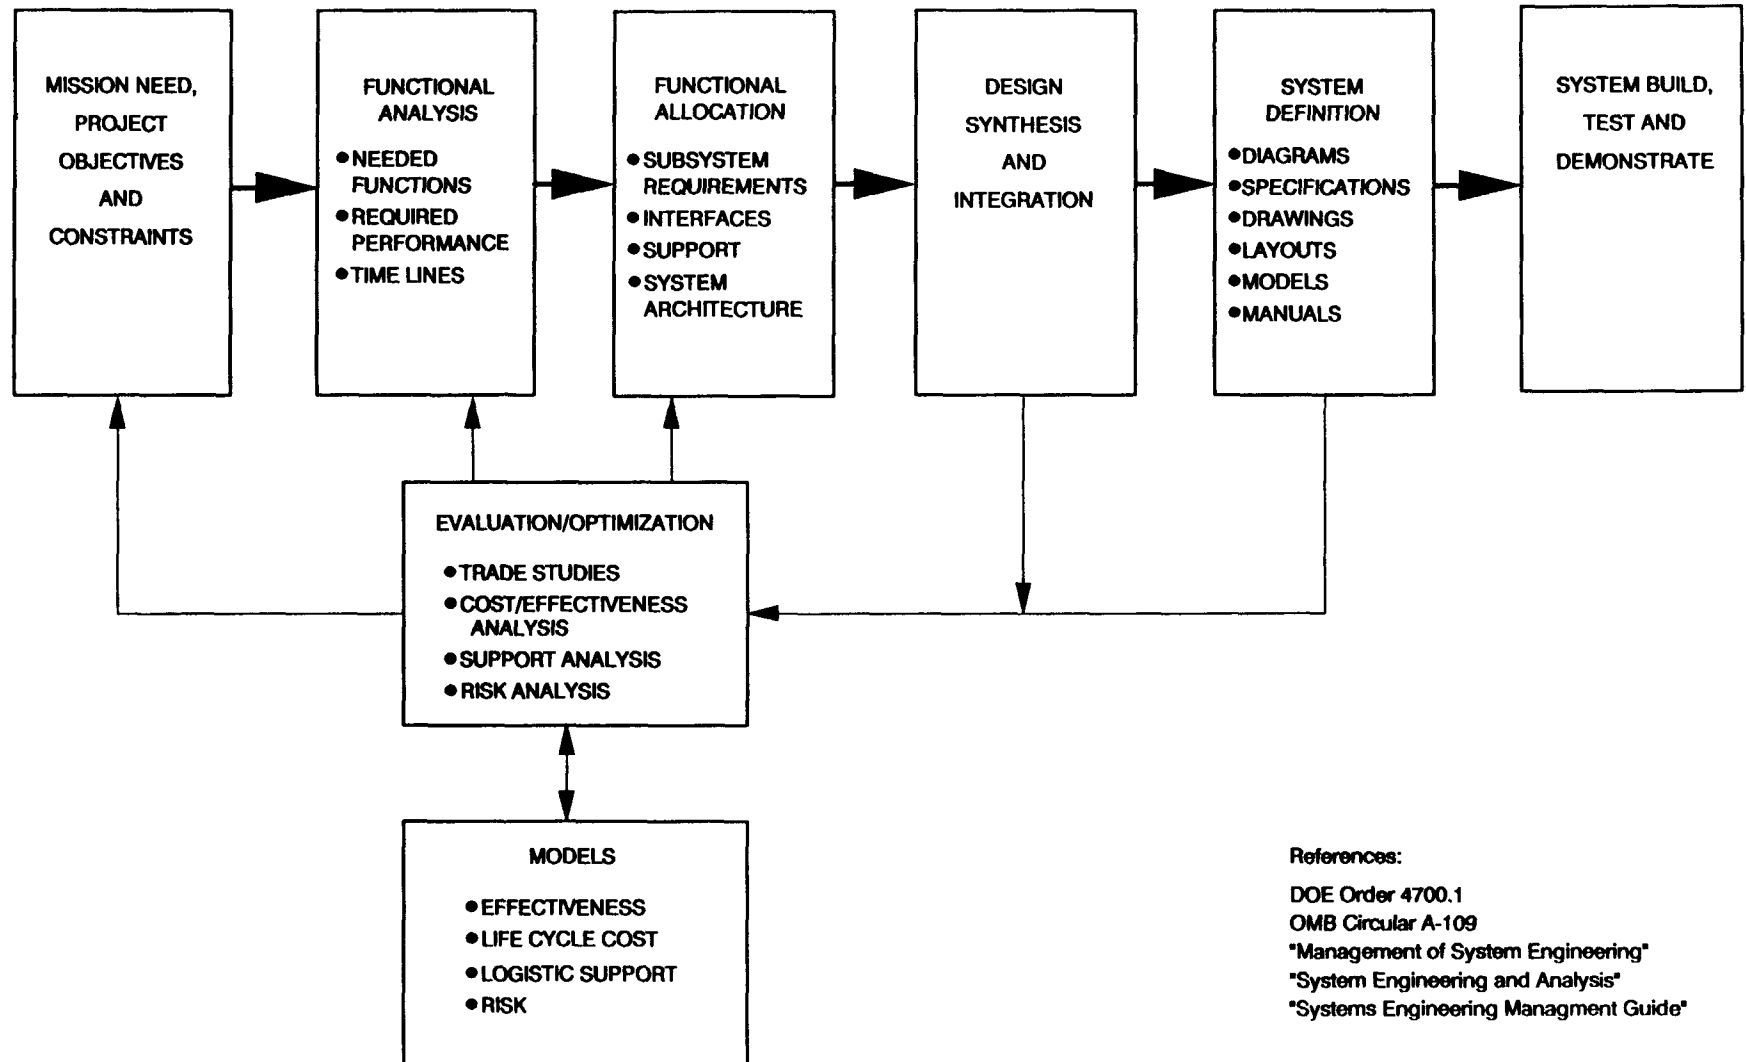 MISSION NEED,
PROJECT
OBJECTIVES
AND
CONSTRAINTS
FUNCTIONAL
ANALYSIS
●NEEDED
FUNCTIONS
●REQUIRED
PERFORMANCE
●TIME LINES
FUNCTIONAL
ALLOCATION
●SUBSYSTEM
REQUIREMENTS
●INTERFACES
●SUPPORT
●SYSTEM
ARCHITECTURE
DESIGN
SYNTHESIS
AND
INTEGRATION
SYSTEM
DEFINITION
●DIAGRAMS
●SPECIFICATIONS
●DRAWINGS
●LAYOUTS
●MODELS
●MANUALS
SYSTEM BUILD,
TEST AND
DEMONSTRATE
EVALUATION/OPTIMIZATION
●TRADE STUDIES
●COST/EFFECTIVENESS
ANALYSIS
●SUPPORT ANALYSIS
●RISK ANALYSIS
MODELS
●EFFECTIVENESS
●LIFE CYCLE COST
●LOGISTIC SUPPORT
●RISK
References:
DOE Order 4700.1
OMB Circular A-109
"Management of System Engineering"
"System Engineering and Analysis"
"Systems Engineering Managment Guide"